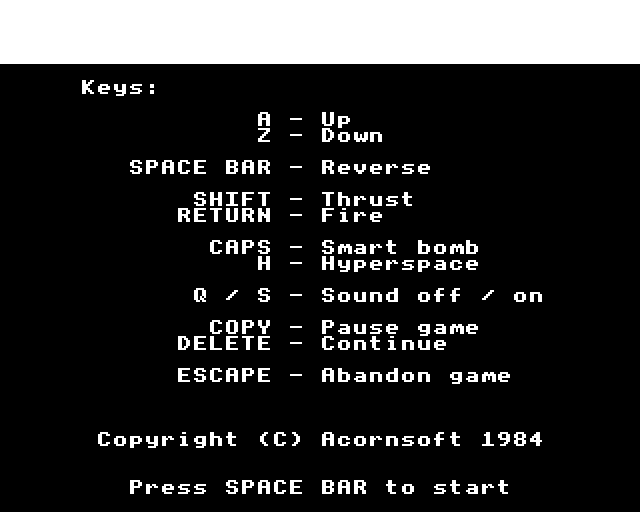 Keys:
A - Up
Z - Down
SPACE BAR - Reverse
SHIFT - Thrust
RETURN - Fire
CAPS - Smart bomb
H - Hyperspace
Q / S - Sound off / on
COPY - Pause game
DELETE - Continue
ESCAPE - Abandon game
Copyright (C) Acornsoft 1984
Press SPACE BAR to start